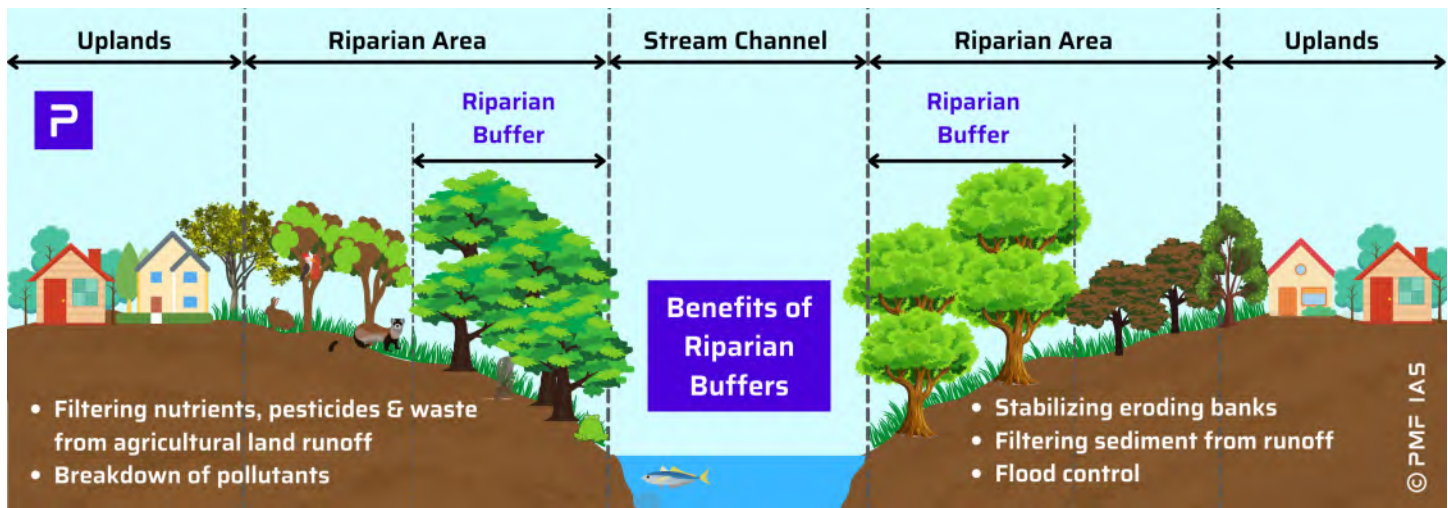 Uplands
Riparian Area
Stream Channel
Riparian Area
Uplands
P
Riparian
Buffer
Riparian
Buffer
Benefits of
Riparian
Buffers
• Filtering nutrients, pesticides & waste
from agricultural land runoff
• Breakdown of pollutants
• Stabilizing eroding banks
• Filtering sediment from runoff
• Flood control
© PMF IAS